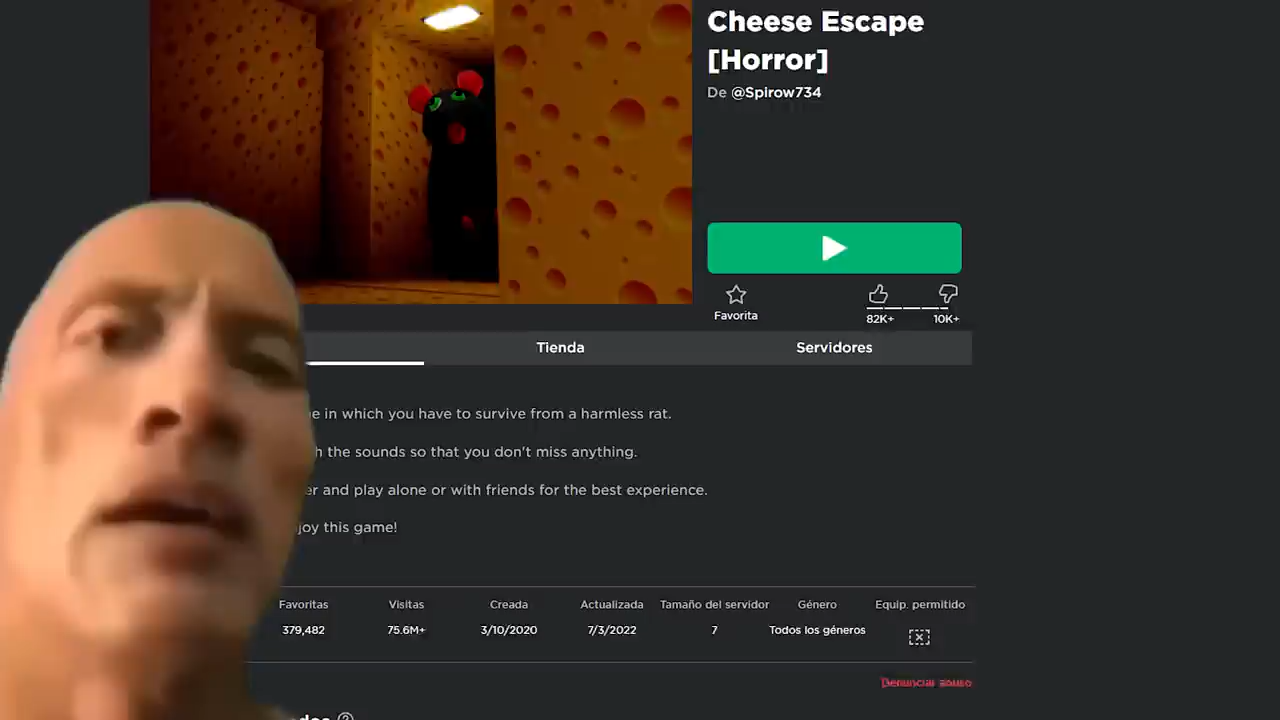 Cheese Escape
[Horror]
De @Spirow734
Favorita
82K+
10K+
Tienda
Servidores
in which you have to survive from a harmless rat.
the sounds so that you don't miss anything.
and play alone or with friends for the best experience.
this game!
Favoritas Visitas Creada Actualizada Tamaño del servidor Género Equip. permitido
379,482 75.6M+ 3/10/2020 7/3/2022 7 Todos los géneros
Denunciar abuso